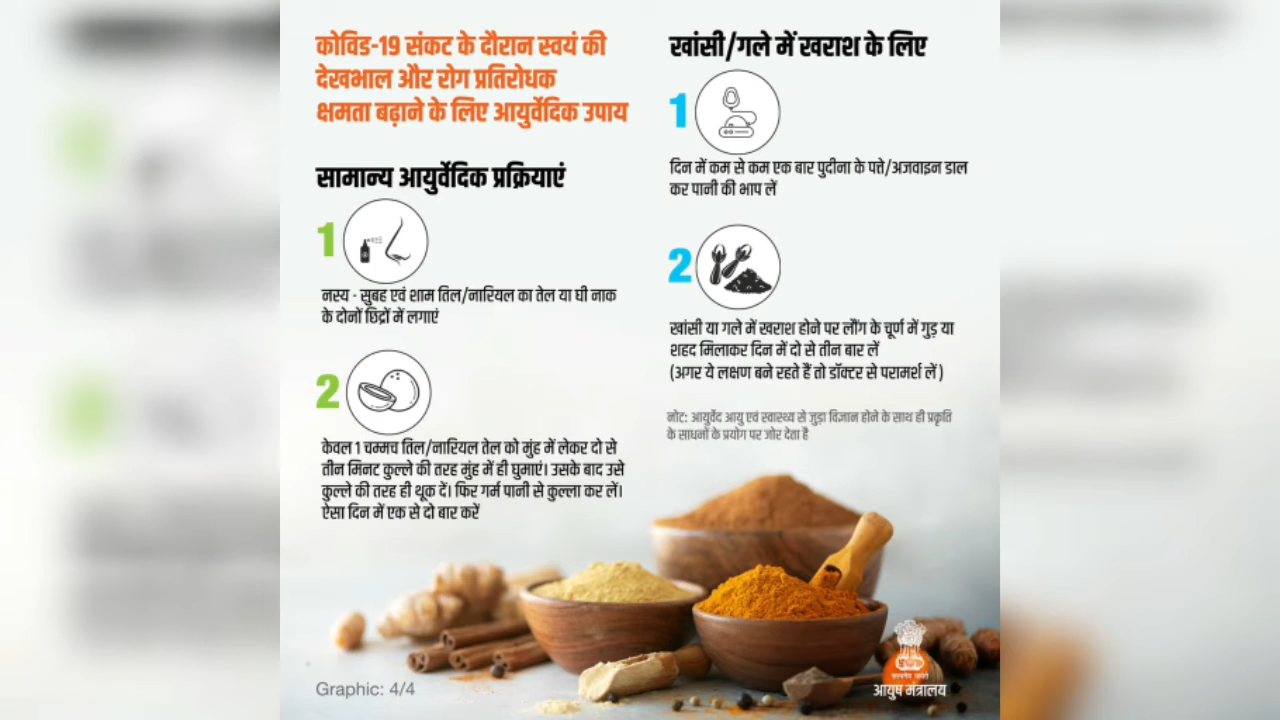 कोविड-19 संकट के दौरान स्वयं की
देखभाल और रोग प्रतिरोधक
क्षमता बढ़ाने के लिए आयुर्वेदिक उपाय
सामान्य आयुर्वेदिक प्रक्रियाएं
1
नस्य - सुबह एवं शाम तिल/नारियल का तेल या घी नाक
के दोनों छिद्रों में लगाएं
2
केवल 1 चम्मच तिल/नारियल तेल को मुंह में लेकर दो से
तीन मिनट कुल्ले की तरह मुंह में ही घुमाएं। उसके बाद उसे
कुल्ले की तरह ही थूक दें। फिर गर्म पानी से कुल्ला कर लें।
ऐसा दिन में एक से दो बार करें
खांसी/गले में खराश के लिए
1
दिन में कम से कम एक बार पुदीना के पत्ते/अजवाइन डाल
कर पानी की भाप लें
2
खांसी या गले में खराश होने पर लौंग के चूर्ण में गुड़ या
शहद मिलाकर दिन में दो से तीन बार लें
(अगर ये लक्षण बने रहते हैं तो डॉक्टर से परामर्श लें)
नोट: आयुर्वेद आयु एवं स्वास्थ्य से जुड़ा विज्ञान होने के साथ ही प्रकृति
के साधनों के प्रयोग पर जोर देता है
Graphic: 4/4
सत्यमेव जयते
आयुष मंत्रालय